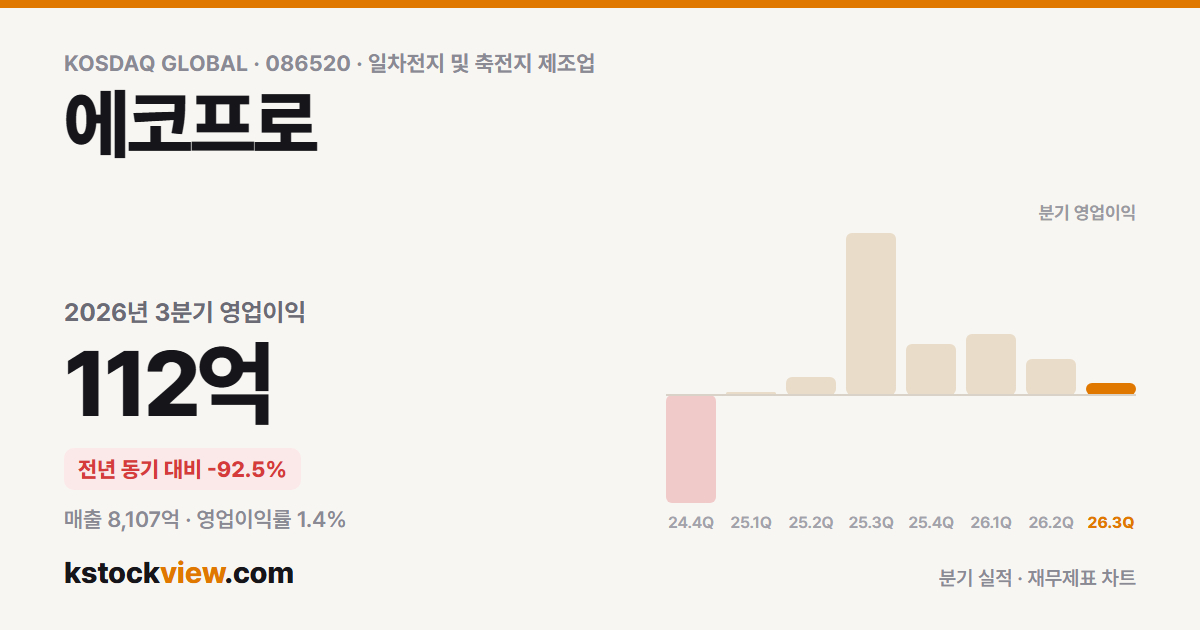 KOSDAQ GLOBAL · 086520 · 일차전지 및 축전지 제조업
에코프로
분기 영업이익
2026년 3분기 영업이익
112억
전년 동기 대비 -92.5%
매출 8,107억 · 영업이익률 1.4%
24.4Q 25.1Q 25.2Q 25.3Q 25.4Q 26.1Q 26.2Q 26.3Q
kstockview.com
분기 실적 · 재무제표 차트